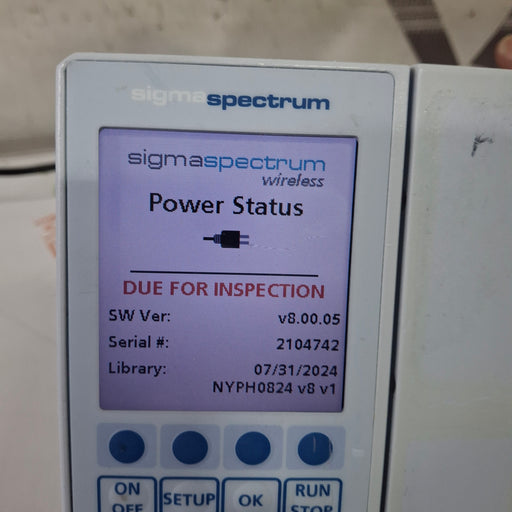 sigmaspectrum
sigmaspectrum
wireless
Power Status
DUE FOR INSPECTION
SW Ver: v8.00.05
Serial #: 2104742
Library: 07/31/2024
NYPH0824 v8 v1
ON
OFF
SETUP
OK
RUN
STOP